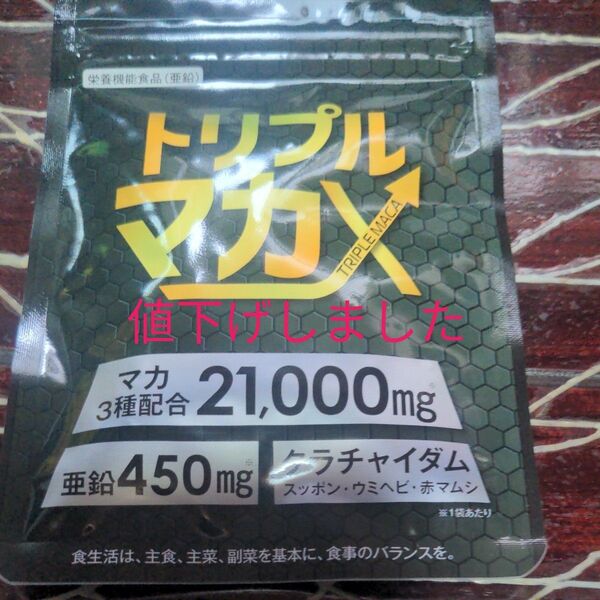 栄養機能食品(亜鉛)
トリプル
マカX
TRIPLE MACA
値下げしました
マカ
3種配合 21,000mg※
亜鉛450mg※
クラチャイダム
スッポン・ウミヘビ・赤マムシ
※1袋あたり
食生活は、主食、主菜、副菜を基本に、食事のバランスを。